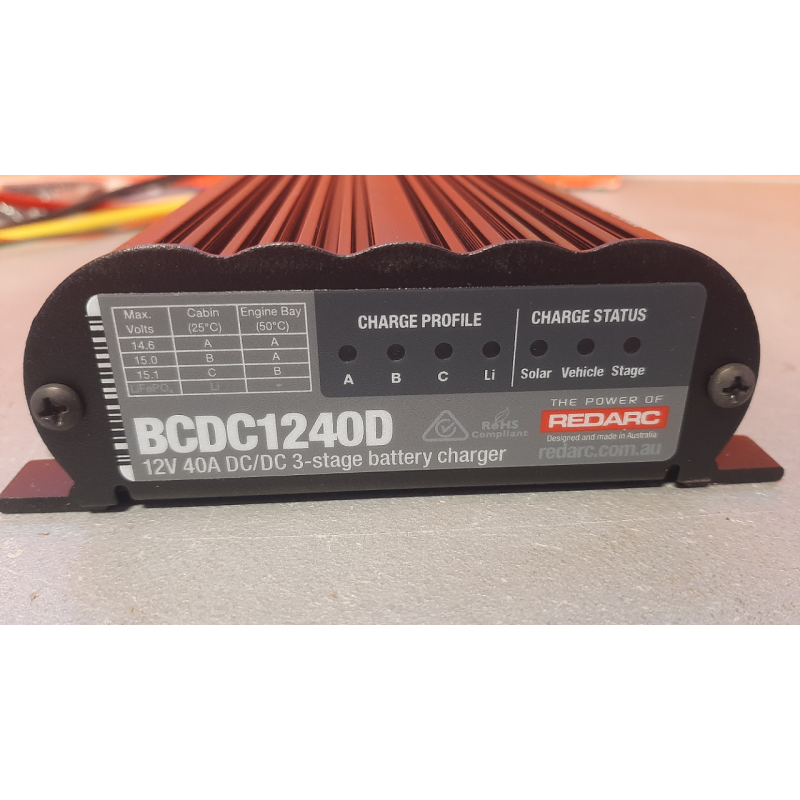 Max. Volts Cabin (25°C) Engine Bay (50°C)
14.6 A A
15.0 B A
15.1 C B
LiFePO₄ Li -
CHARGE PROFILE
A B C Li
CHARGE STATUS
Solar Vehicle Stage
BCDC1240D
12V 40A DC/DC 3-stage battery charger
RoHS
Compliant
THE POWER OF
REDARC
Designed and made in Australia
redarc.com.au